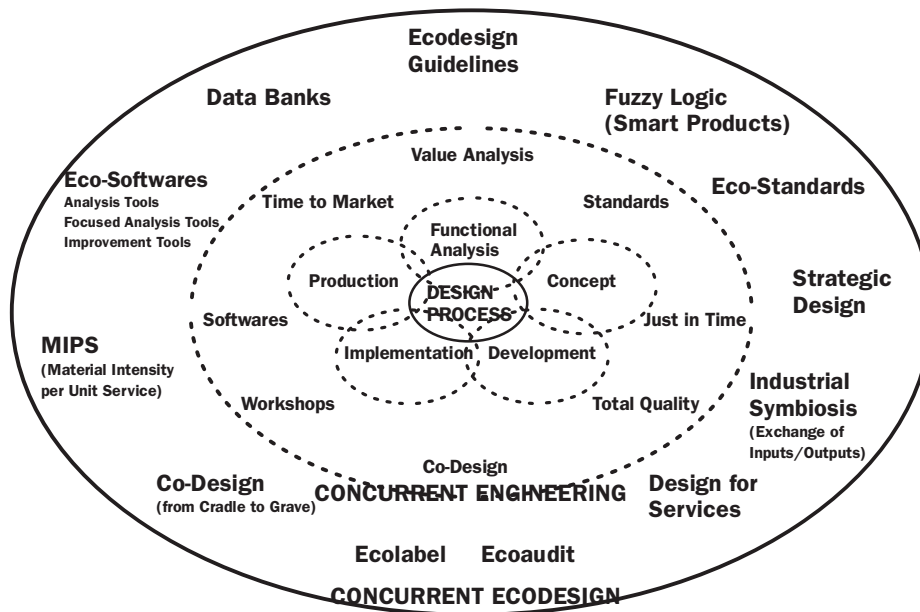 Ecodesign
Guidelines
Data Banks
Fuzzy Logic
(Smart Products)
Value Analysis
Eco-Softwares
Analysis Tools
Focused Analysis Tools
Improvement Tools
Time to Market
Standards
Eco-Standards
Functional
Analysis
Production
Concept
DESIGN
PROCESS
Strategic
Design
Softwares
Just in Time
MIPS
(Material Intensity
per Unit Service)
Implementation
Development
Industrial
Symbiosis
(Exchange of
Inputs/Outputs)
Workshops
Total Quality
Co-Design
CONCURRENT ENGINEERING
Co-Design
(from Cradle to Grave)
Design for
Services
Ecolabel
Ecoaudit
CONCURRENT ECODESIGN